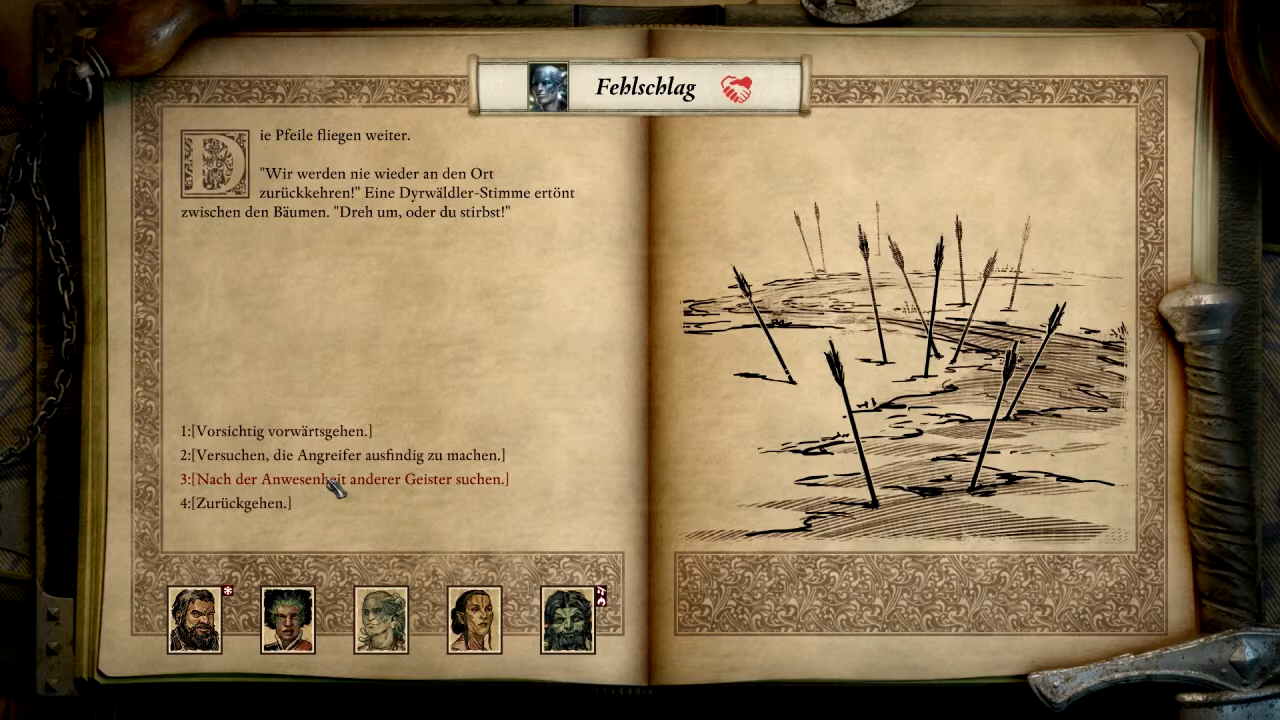 Fehlschlag
Die Pfeile fliegen weiter.
"Wir werden nie wieder an den Ort
zurückkehren!" Eine Dyrwäldler-Stimme ertönt
zwischen den Bäumen. "Dreh um, oder du stirbst!"
1:[Vorsichtig vorwärtsgehen.]
2:[Versuchen, die Angreifer ausfindig zu machen.]
3:[Nach der Anwesenheit anderer Geister suchen.]
4:[Zurückgehen.]